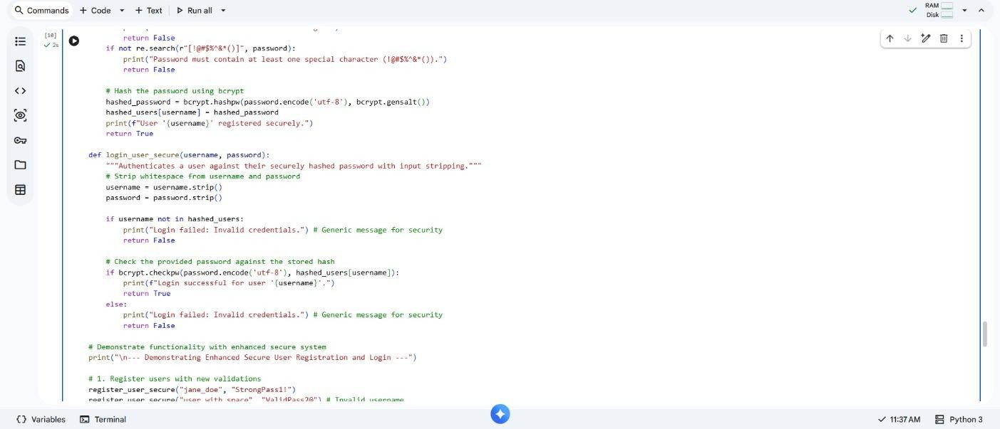 Commands + Code + Text Run all
RAM
Disk
[10]
2s
return False
if not re.search(r"[!@#$%^&*()]", password):
print("Password must contain at least one special character (!@#$%^&*()).")
return False
# Hash the password using bcrypt
hashed_password = bcrypt.hashpw(password.encode('utf-8'), bcrypt.gensalt())
hashed_users[username] = hashed_password
print(f"User '{username}' registered securely.")
return True
def login_user_secure(username, password):
"""Authenticates a user against their securely hashed password with input stripping."""
# Strip whitespace from username and password
username = username.strip()
password = password.strip()
if username not in hashed_users:
print("Login failed: Invalid credentials.") # Generic message for security
return False
# Check the provided password against the stored hash
if bcrypt.checkpw(password.encode('utf-8'), hashed_users[username]):
print(f"Login successful for user '{username}'.")
return True
else:
print("Login failed: Invalid credentials.") # Generic message for security
return False
# Demonstrate functionality with enhanced secure system
print("\n--- Demonstrating Enhanced Secure User Registration and Login ---")
# 1. Register users with new validations
register_user_secure("jane_doe", "StrongPass1!")
register_user_secure("user with space", "ValidPass2@") # Invalid username
{} Variables Terminal 11:37 AM Python 3